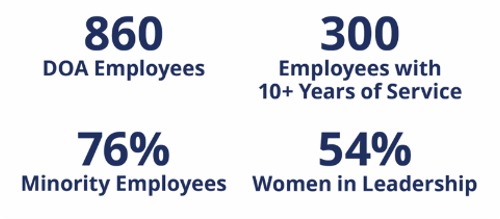 860
DOA Employees
300
Employees with
10+ Years of Service
76%
Minority Employees
54%
Women in Leadership